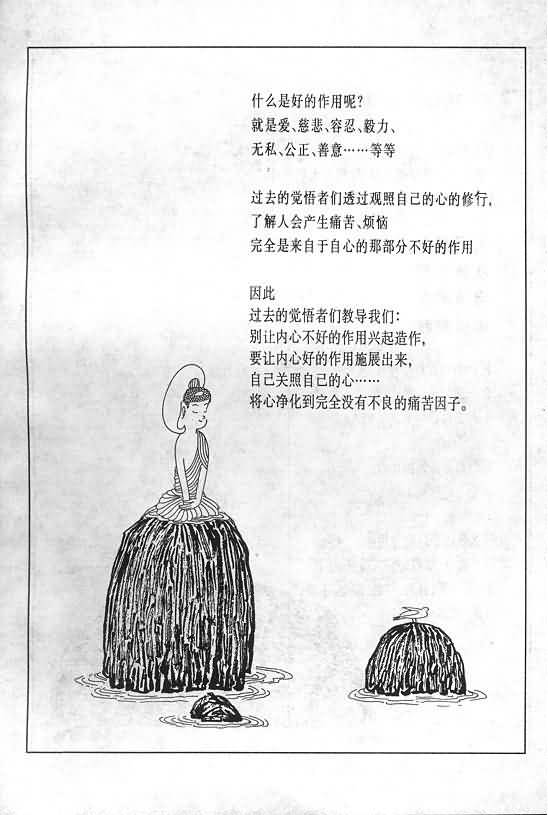 什么是好的作用呢?
就是爱、慈悲、容忍、毅力、
无私、公正、善意……等等
过去的觉悟者们透过观照自己的心的修行,
了解人会产生痛苦、烦恼
完全是来自于自心的那部分不好的作用
因此
过去的觉悟者们教导我们:
别让内心不好的作用兴起造作,
要让内心好的作用施展出来,
自己关照自己的心……
将心净化到完全没有不良的痛苦因子。